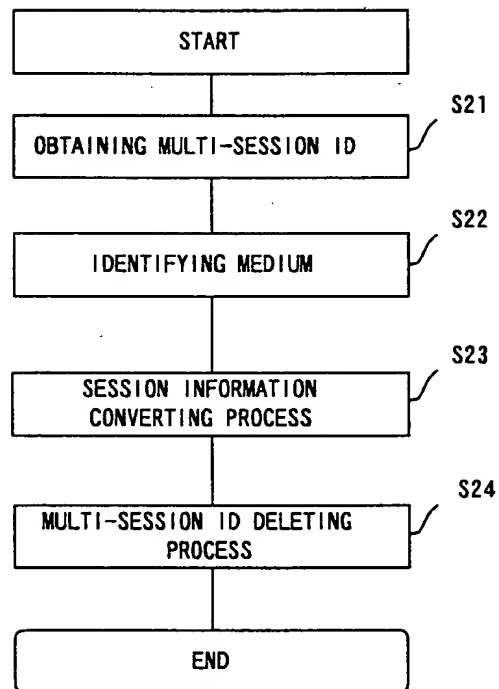 START
S21
OBTAINING MULTI-SESSION ID
S22
IDENTIFYING MEDIUM
S23
SESSION INFORMATION
CONVERTING PROCESS
S24
MULTI-SESSION ID DELETING
PROCESS
END